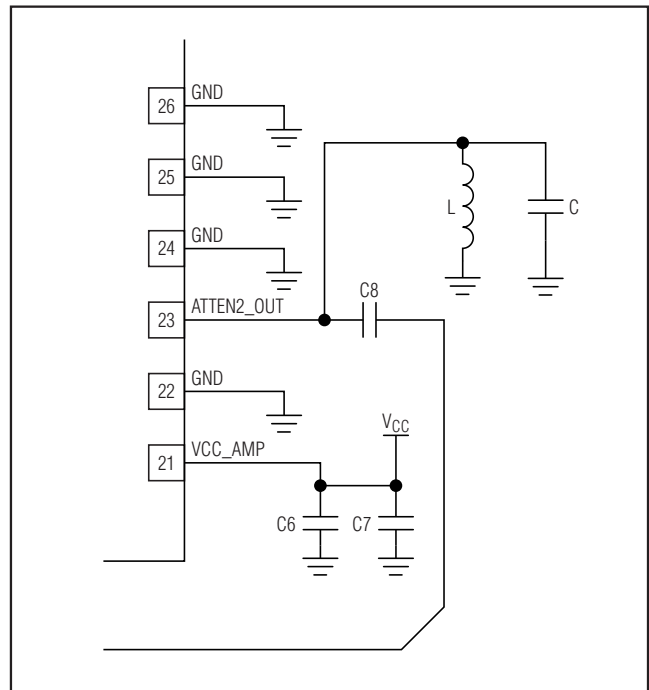 26 GND
25 GND
24 GND
L
C
C8
23 ATTEN2_OUT
22 GND
VCC
21 VCC_AMP
C6
C7